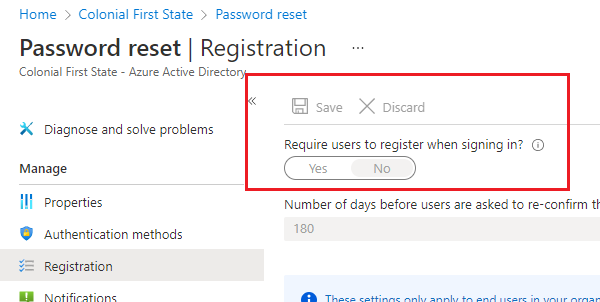 Home > Colonial First State > Password reset
Password reset | Registration ...
Colonial First State - Azure Active Directory
«
Save Discard
Diagnose and solve problems
Require users to register when signing in?
Manage
Yes No
Properties
Number of days before users are asked to re-confirm
Authentication methods
180
Registration
Notifications
These settings only apply to end users in your